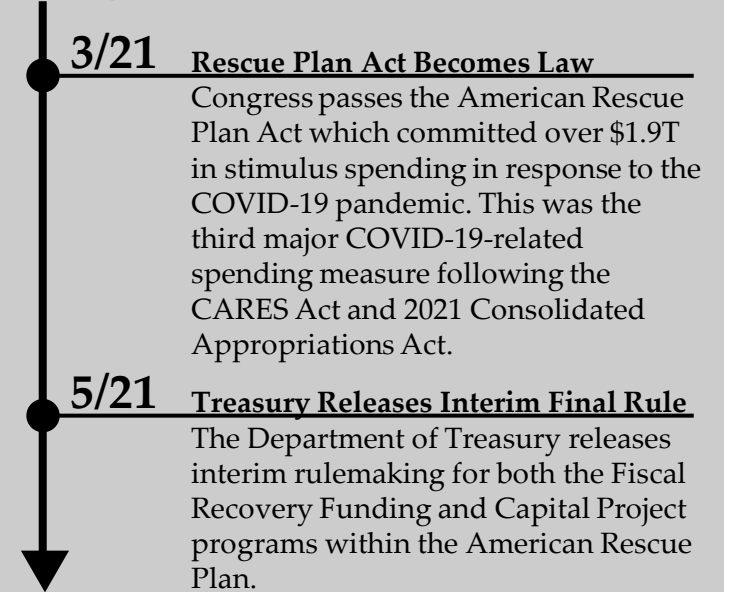 3/21
Rescue Plan Act Becomes Law
Congress passes the American Rescue
Plan Act which committed over $1.9T
in stimulus spending in response to the
COVID-19 pandemic. This was the
third major COVID-19-related
spending measure following the
CARES Act and 2021 Consolidated
Appropriations Act.
5/21
Treasury Releases Interim Final Rule
The Department of Treasury releases
interim rulemaking for both the Fiscal
Recovery Funding and Capital Project
programs within the American Rescue
Plan.